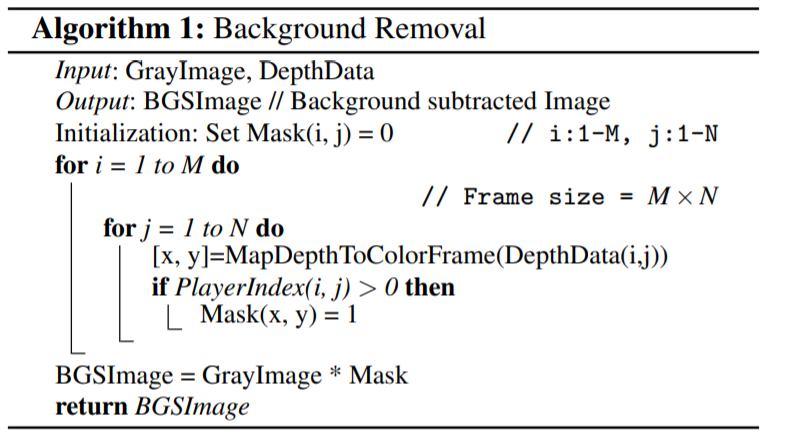 Algorithm 1: Background Removal
Input: GrayImage, DepthData
Output: BGSImage // Background subtracted Image
Initialization: Set Mask(i, j) = 0 // i:1-M, j:1-N
for i = 1 to M do
// Frame size = M × N
for j = 1 to N do
[x, y]=MapDepthToColorFrame(DepthData(i,j))
if PlayerIndex(i, j) > 0 then
Mask(x, y) = 1
BGSImage = GrayImage * Mask
return BGSImage